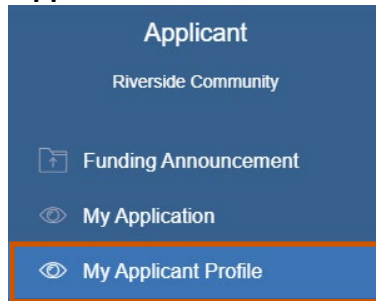 Applicant
Riverside Community
Funding Announcement
My Application
My Applicant Profile